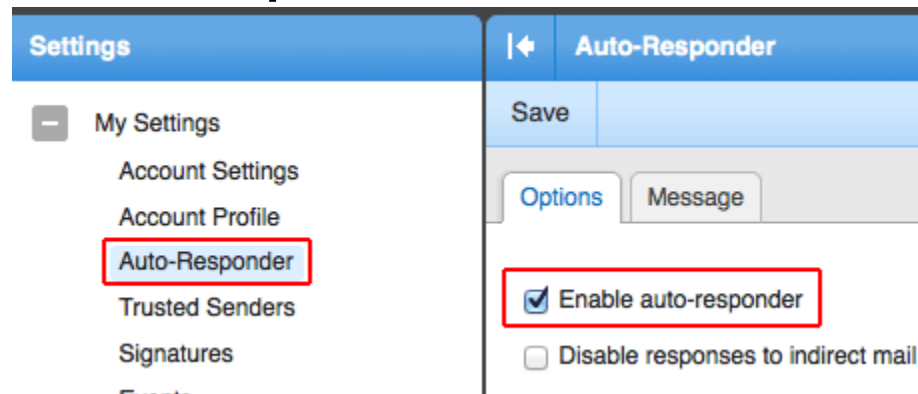 Settings
My Settings
Account Settings
Account Profile
Auto-Responder
Trusted Senders
Signatures
Auto-Responder
Save
Options
Message
Enable auto-responder
Disable responses to indirect mail